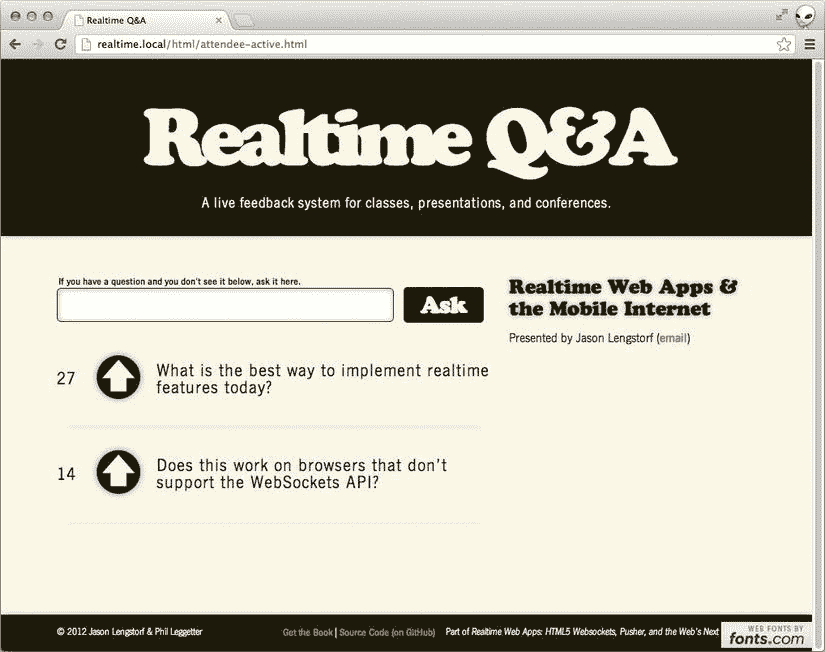 Realtime Q&A
realtime.local/html/attendee-active.html
Realtime Q&A
A live feedback system for classes, presentations, and conferences.
If you have a question and you don't see it below, ask it here.
Ask
27
What is the best way to implement realtime
features today?
14
Does this work on browsers that don't
support the WebSockets API?
Realtime Web Apps &
the Mobile Internet
Presented by Jason Lengstorf (email)
© 2012 Jason Lengstorf & Phil Leggetter
Get the Book | Source Code (on GitHub)
Part of Realtime Web Apps: HTML5 Websockets, Pusher, and the Web's Next
WEB FONTS BY
fonts.com